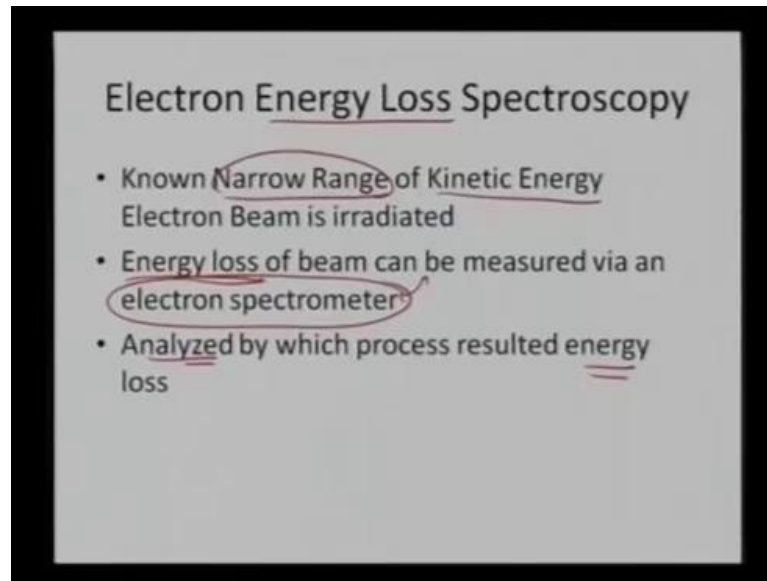 Electron Energy Loss Spectroscopy
• Known Narrow Range of Kinetic Energy
Electron Beam is irradiated
• Energy loss of beam can be measured via an
electron spectrometer
• Analyzed by which process resulted energy
loss